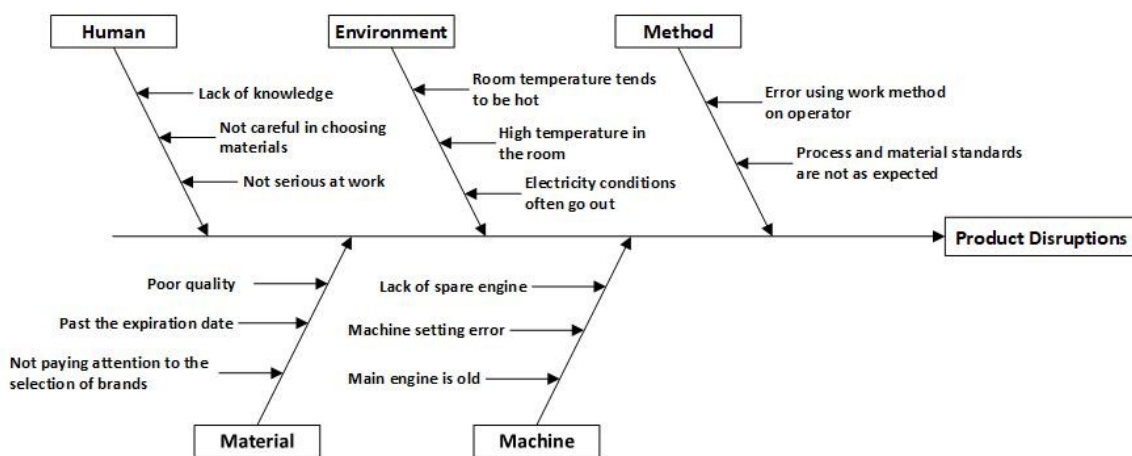 Human
Environment
Method
Lack of knowledge
Not careful in choosing
materials
Not serious at work
Room temperature tends
to be hot
High temperature in
the room
Electricity conditions
often go out
Error using work method
on operator
Process and material standards
are not as expected
Product Disruptions
Poor quality
Past the expiration date
Not paying attention to the
selection of brands
Lack of spare engine
Machine setting error
Main engine is old
Material
Machine